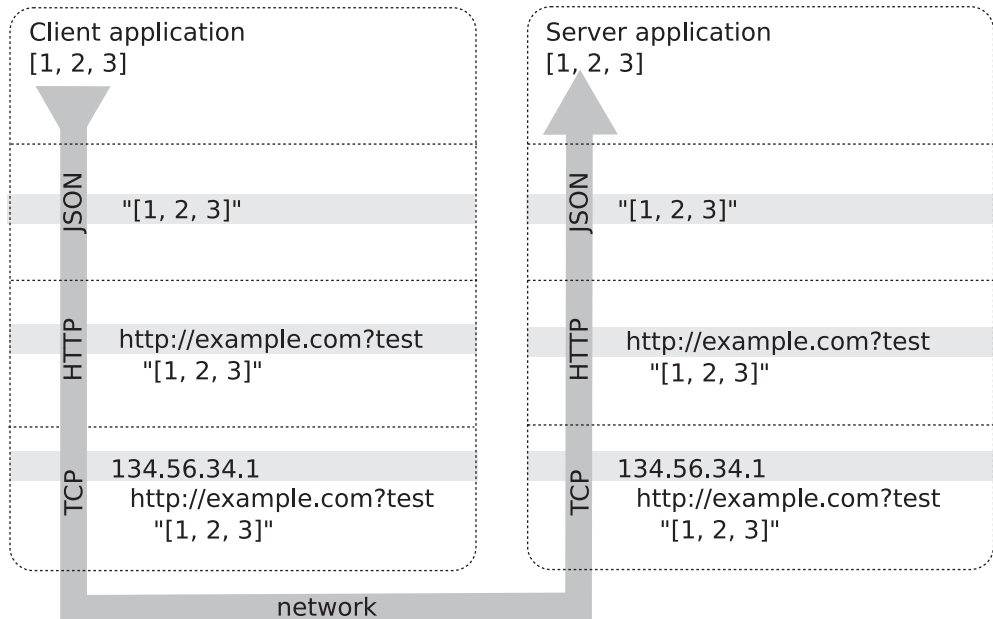 Client application
[1, 2, 3]
JSON
"[1, 2, 3]"
HTTP
http://example.com?test
"[1, 2, 3]"
TCP
134.56.34.1
http://example.com?test
"[1, 2, 3]"
network
Server application
[1, 2, 3]
JSON
"[1, 2, 3]"
HTTP
http://example.com?test
"[1, 2, 3]"
TCP
134.56.34.1
http://example.com?test
"[1, 2, 3]"